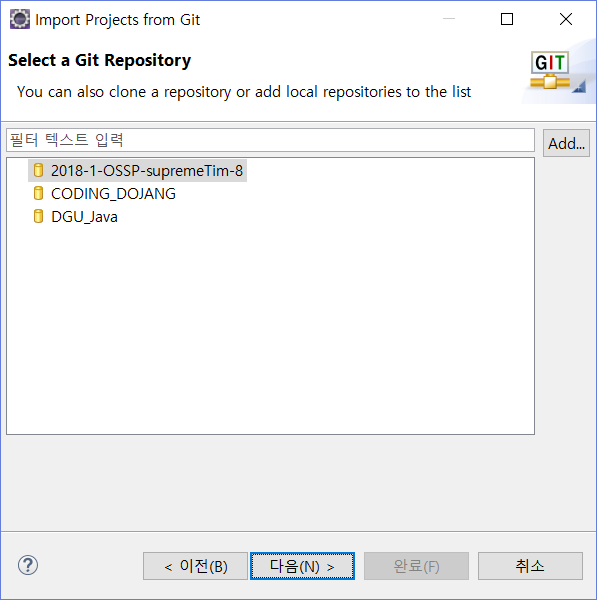 Import Projects from Git
Select a Git Repository
You can also clone a repository or add local repositories to the list
GIT
필터 텍스트 입력
Add...
2018-1-OSSP-supremeTim-8
CODING_DOJANG
DGU_Java
?
< 이전(B)
다음(N) >
완료(F)
취소